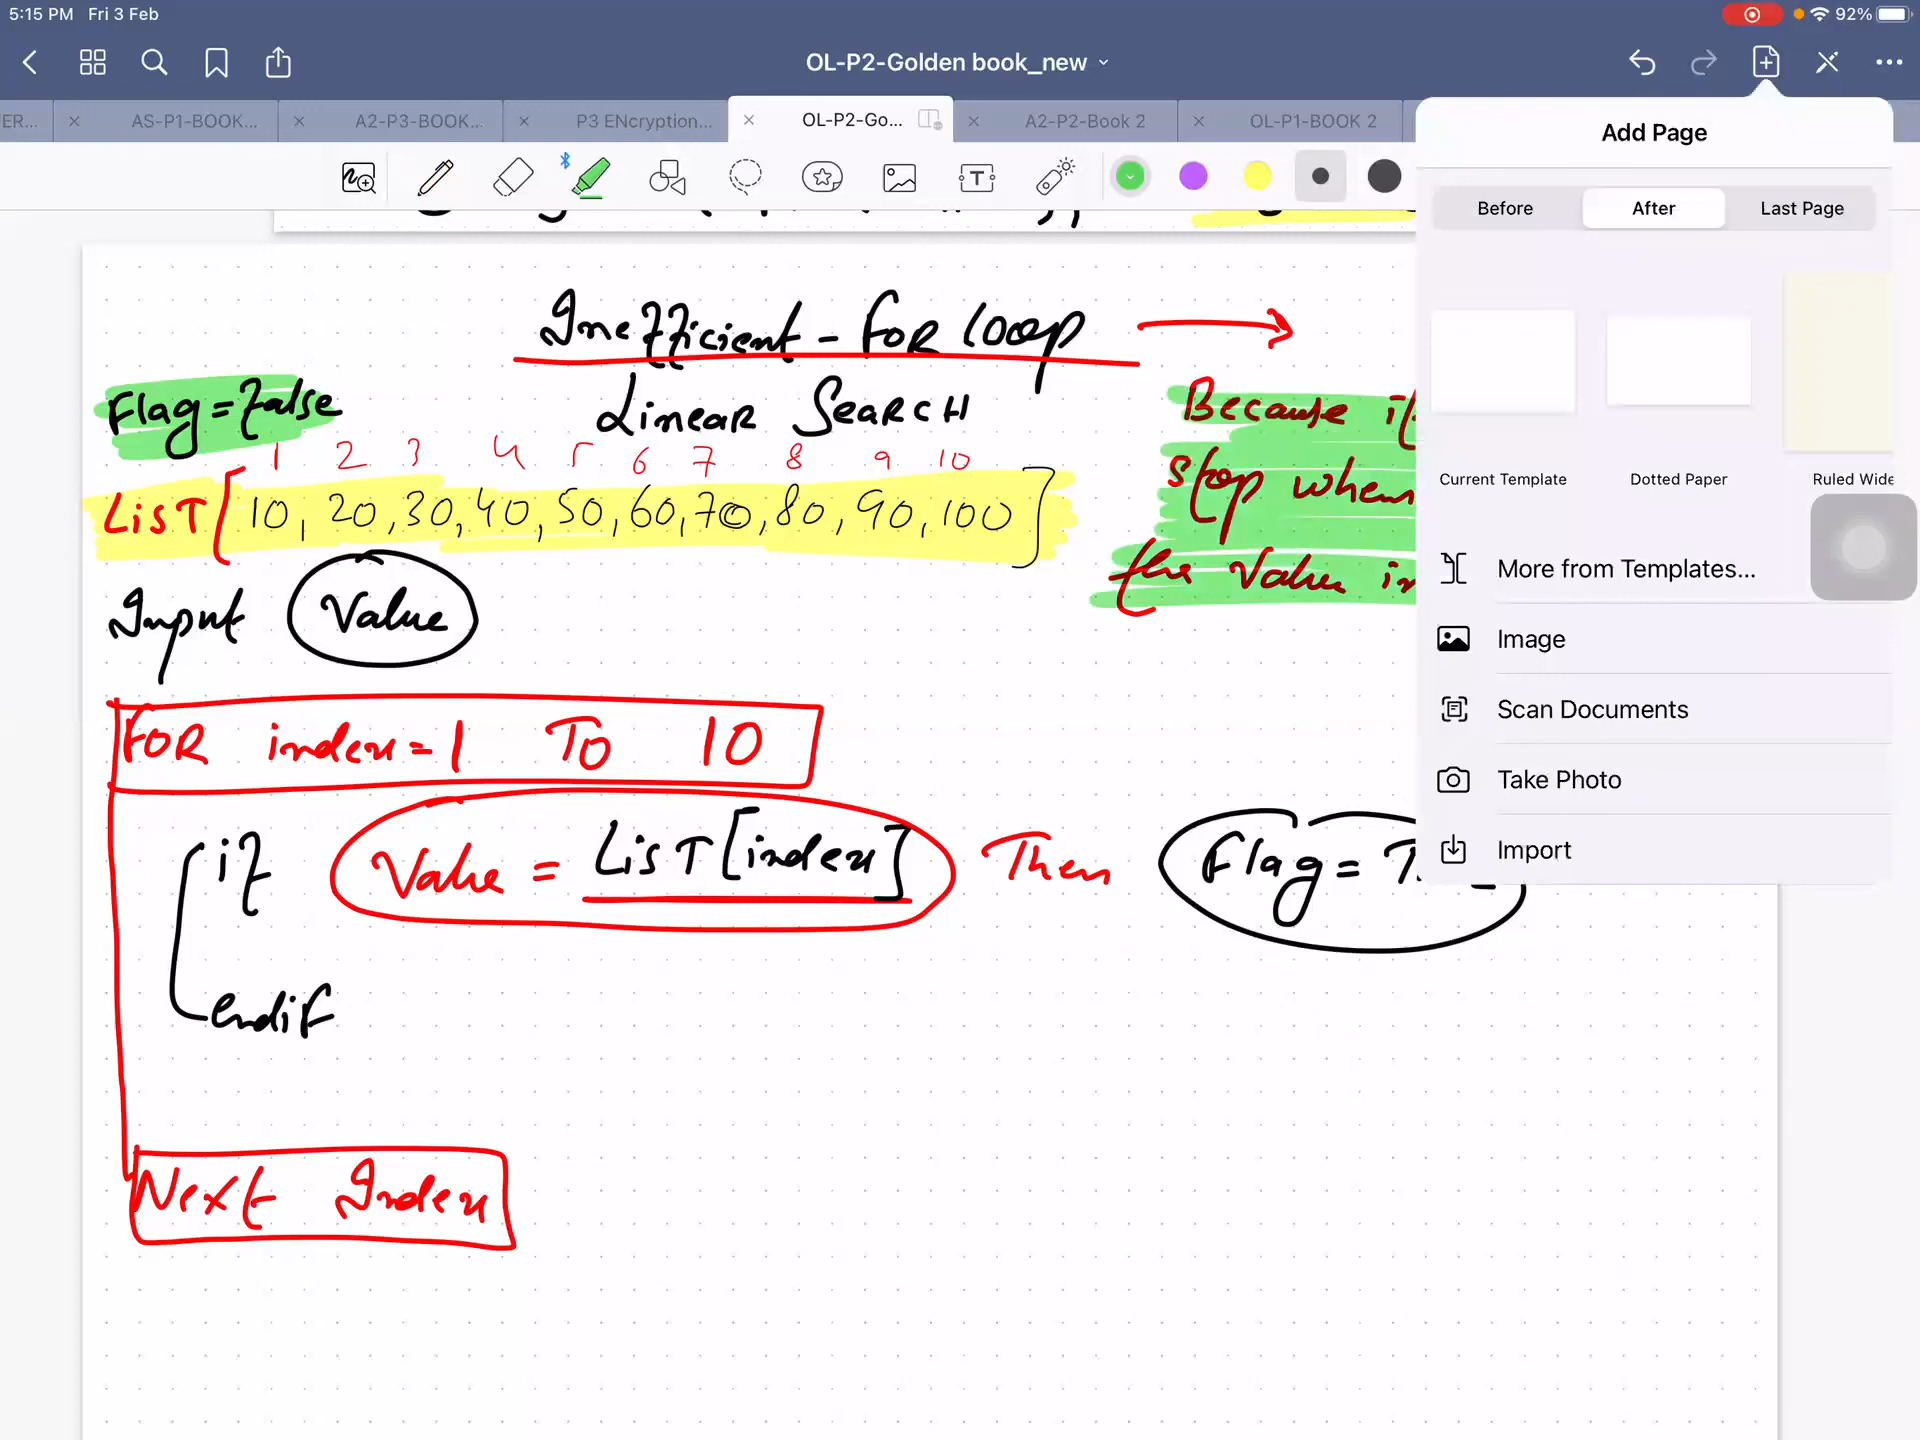 5:15 PM Fri 3 Feb 92%
OL-P2-Golden book_new
ER... AS-P1-BOOK... A2-P3-BOOK... P3 ENcryption... OL-P2-Go... A2-P2-Book 2 OL-P1-BOOK 2
Add Page
Before After Last Page
Current Template Dotted Paper Ruled Wide
More from Templates...
Image
Scan Documents
Take Photo
Import
Inefficient - FOR loop
Flag = False Linear Search
1 2 3 4 5 6 7 8 9 10
LisT [10, 20, 30, 40, 50, 60, 70, 80, 90, 100]
Because
stop when
the value
Input Value
FOR index = 1 To 10
if Value = LisT[index] Then Flag =
endif
Next Index